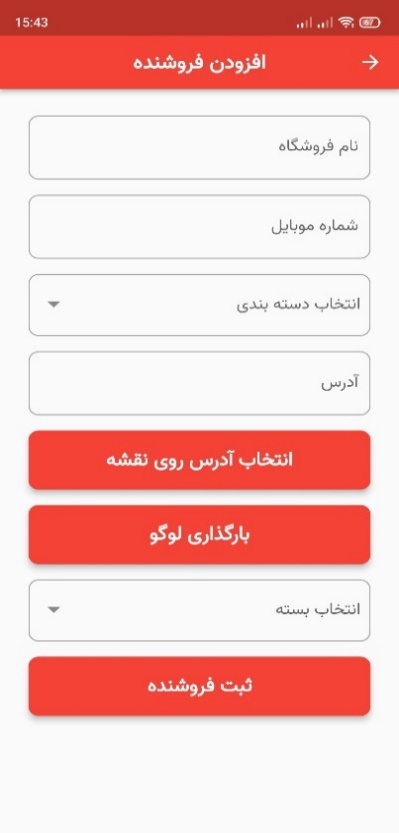 15:43
افزودن فروشنده
نام فروشگاه
شماره موبایل
انتخاب دسته بندی
آدرس
انتخاب آدرس روی نقشه
بارگذاری لوگو
انتخاب بسته
ثبت فروشنده